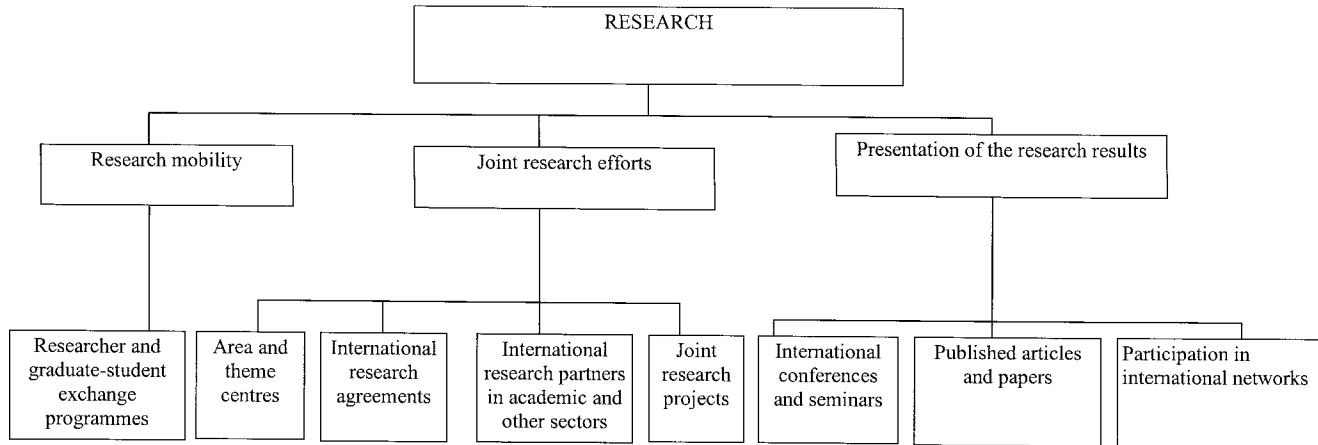 RESEARCH
Research mobility
Joint research efforts
Presentation of the research results
Researcher and
graduate-student
exchange
programmes
Area and
theme
centres
International
research
agreements
International
research partners
in academic and
other sectors
Joint
research
projects
International
conferences
and seminars
Published articles
and papers
Participation in
international networks